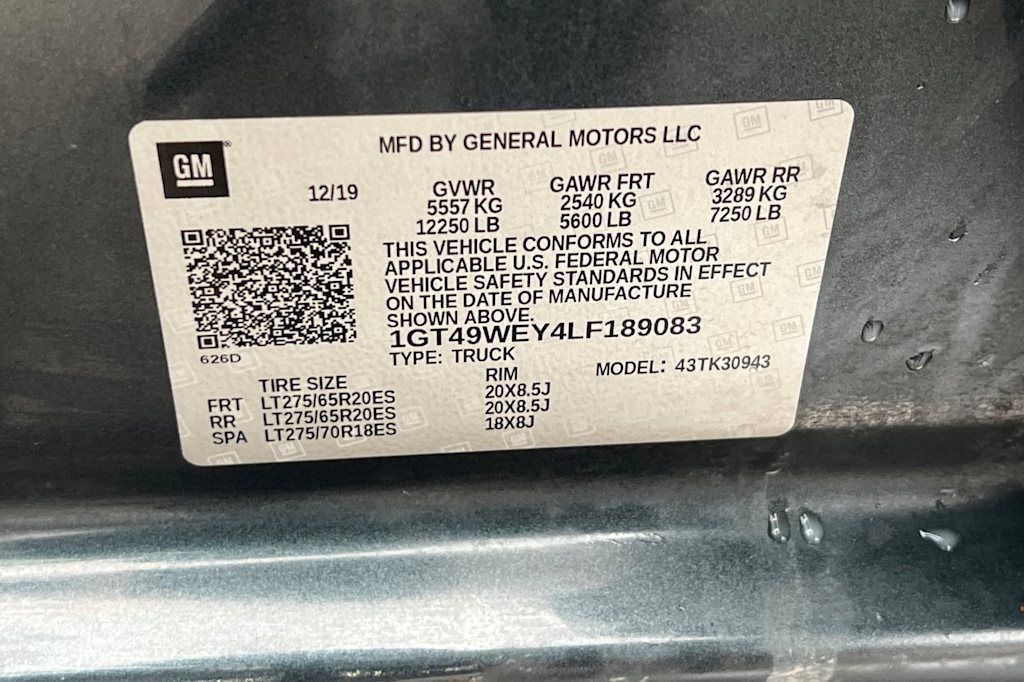 MFD BY GENERAL MOTORS LLC
GM
12/19
GVWR GAWR FRT GAWR RR
5557 KG 2540 KG 3289 KG
12250 LB 5600 LB 7250 LB
THIS VEHICLE CONFORMS TO ALL
APPLICABLE U.S. FEDERAL MOTOR
VEHICLE SAFETY STANDARDS IN EFFECT
ON THE DATE OF MANUFACTURE
SHOWN ABOVE.
1GT49WEY4LF189083
626D
TYPE: TRUCK MODEL: 43TK30943
TIRE SIZE RIM
FRT LT275/65R20ES 20X8.5J
RR LT275/65R20ES 20X8.5J
SPA LT275/70R18ES 18X8J